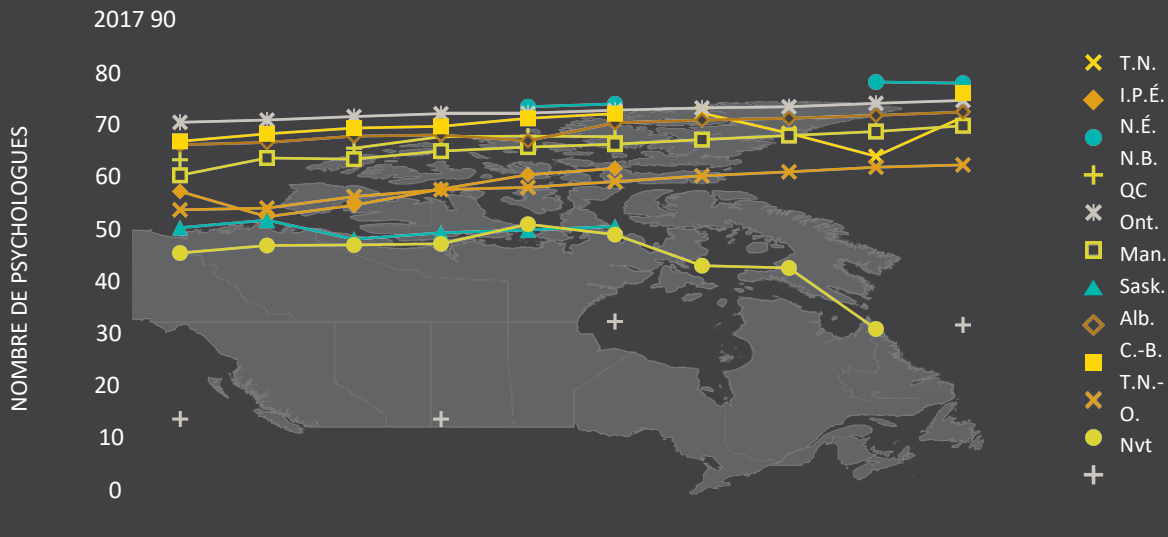 2017 90
80
70
60
50
40
30
20
10
0
NOMBRE DE PSYCHOLOGUES
T.N.
I.P.É.
N.É.
N.B.
QC
Ont.
Man.
Sask.
Alb.
C.-B.
T.N.-
O.
Nvt